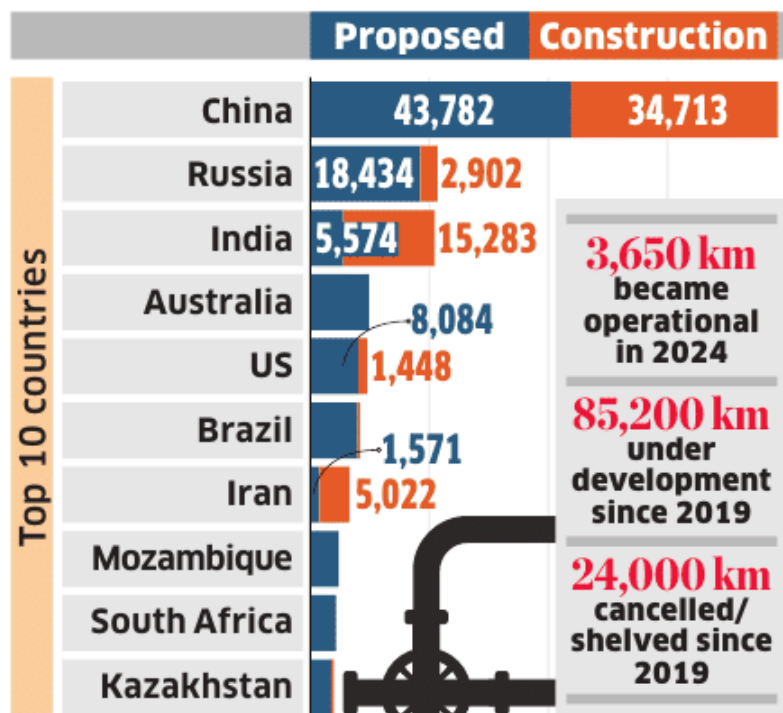 Proposed Construction
Top 10 countries
China 43,782 34,713
Russia 18,434 2,902
India 5,574 15,283
Australia
8,084
US 1,448
Brazil
1,571
Iran 5,022
Mozambique
South Africa
Kazakhstan
3,650 km
became
operational
in 2024
85,200 km
under
development
since 2019
24,000 km
cancelled/
shelved since
2019